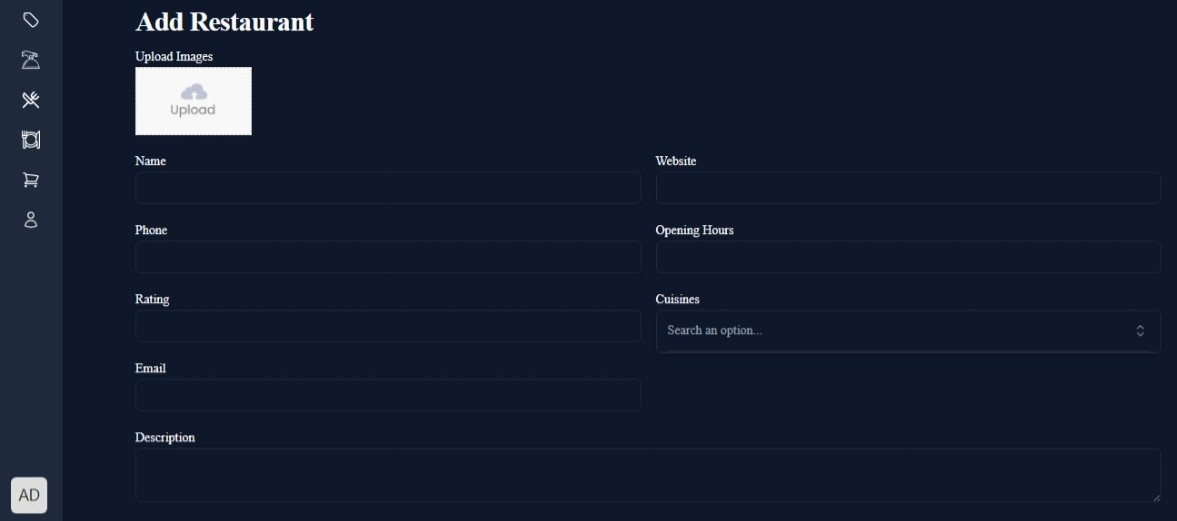 Add Restaurant
Upload Images
Upload
Name
Website
Phone
Opening Hours
Rating
Cuisines
Search an option...
Email
Description
AD